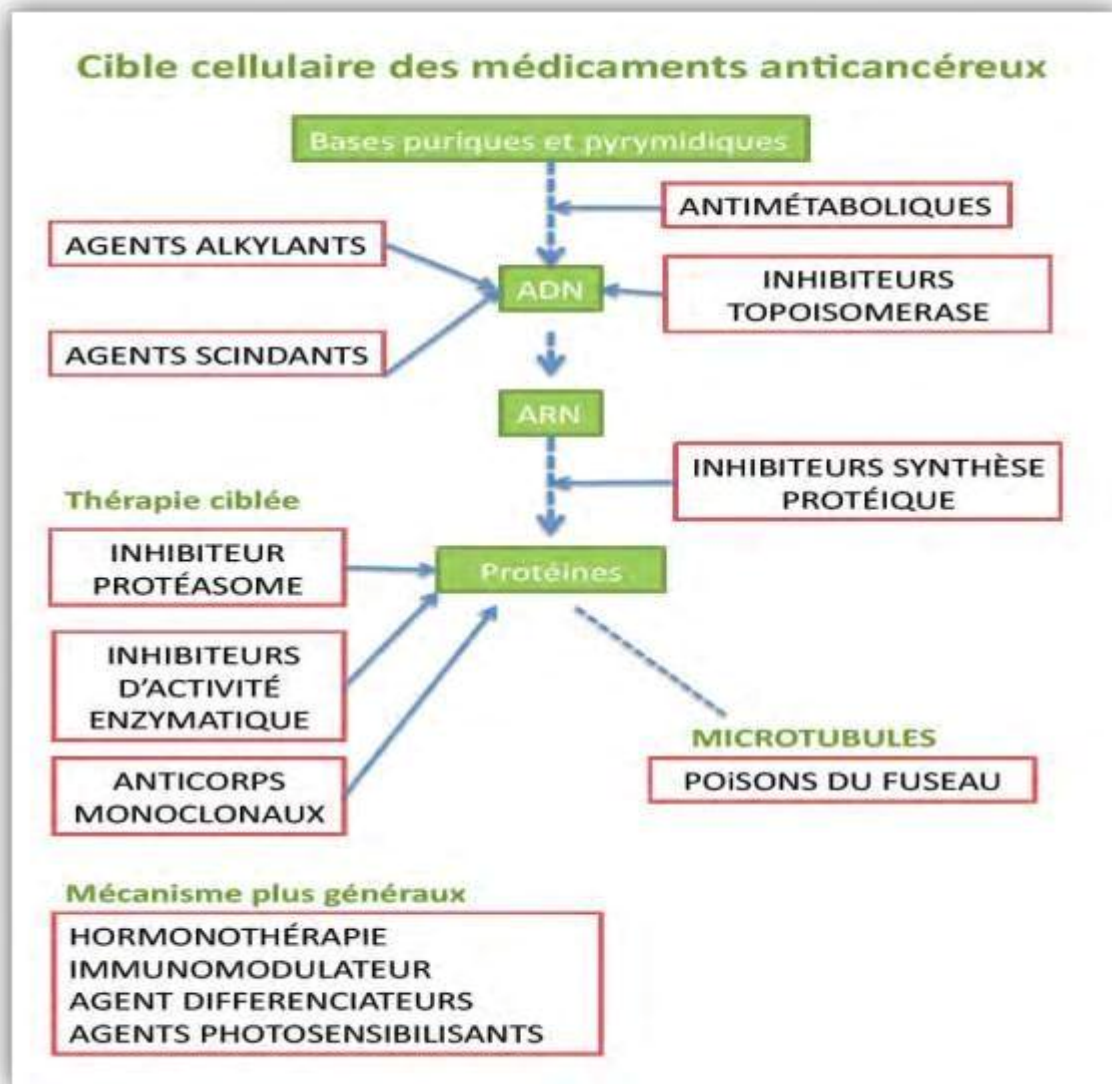 Cible cellulaire des médicaments anticancéreux
Bases puriques et pyrymidiques
ANTIMÉTABOLIQUES
AGENTS ALKYLANTS
ADN
INHIBITEURS
TOPOISOMERASE
AGENTS SCINDANTS
ARN
INHIBITEURS SYNTHÈSE
PROTÉIQUE
Thérapie ciblée
INHIBITEUR
PROTÉASOME
Protéines
INHIBITEURS
D'ACTIVITÉ
ENZYMATIQUE
MICROTUBULES
POiSONS DU FUSEAU
ANTICORPS
MONOCLONAUX
Mécanisme plus généraux
HORMONOTHÉRAPIE
IMMUNOMODULATEUR
AGENT DIFFERENCIATEURS
AGENTS PHOTOSENSIBILISANTS